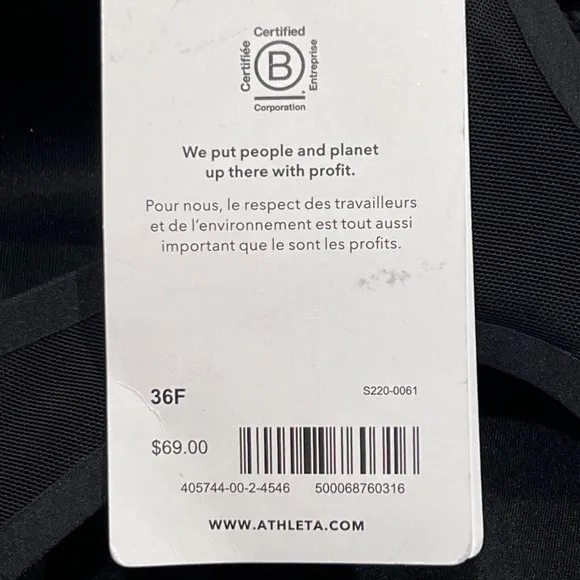 Certified
Certifiée
B
Entreprise
Corporation
We put people and planet
up there with profit.
Pour nous, le respect des travailleurs
et de l'environnement est tout aussi
important que le sont les profits.
36F
S220-0061
$69.00
405744-00-2-4546 500068760316
WWW.ATHLETA.COM